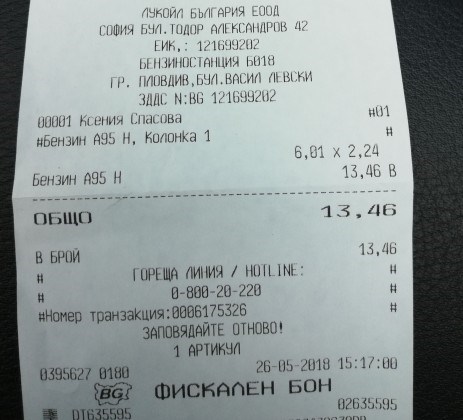 ЛУКОЙЛ БЪЛГАРИЯ ЕООД
СОФИЯ БУЛ.ТОДОР АЛЕКСАНДРОВ 42
ЕИК,: 121699202
БЕНЗИНОСТАНЦИЯ Б018
ГР. ПЛОВДИВ,БУЛ.ВАСИЛ ЛЕВСКИ
ЗДДС N:BG 121699202
00001 Ксения Спасова #01
#Бензин А95 Н, Колонка 1 #
6,01 x 2,24
Бензин А95 Н 13,46 В
ОБЩО 13,46
В БРОЙ 13,46
# ГОРЕЩА ЛИНИЯ / HOTLINE: #
# 0-800-20-220 #
#Номер транзакция:0006175326 #
ЗАПОВЯДАЙТЕ ОТНОВО!
1 АРТИКУЛ
0395627 0180 26-05-2018 15:17:00
BG ФИСКАЛЕН БОН
DT635595 02635595